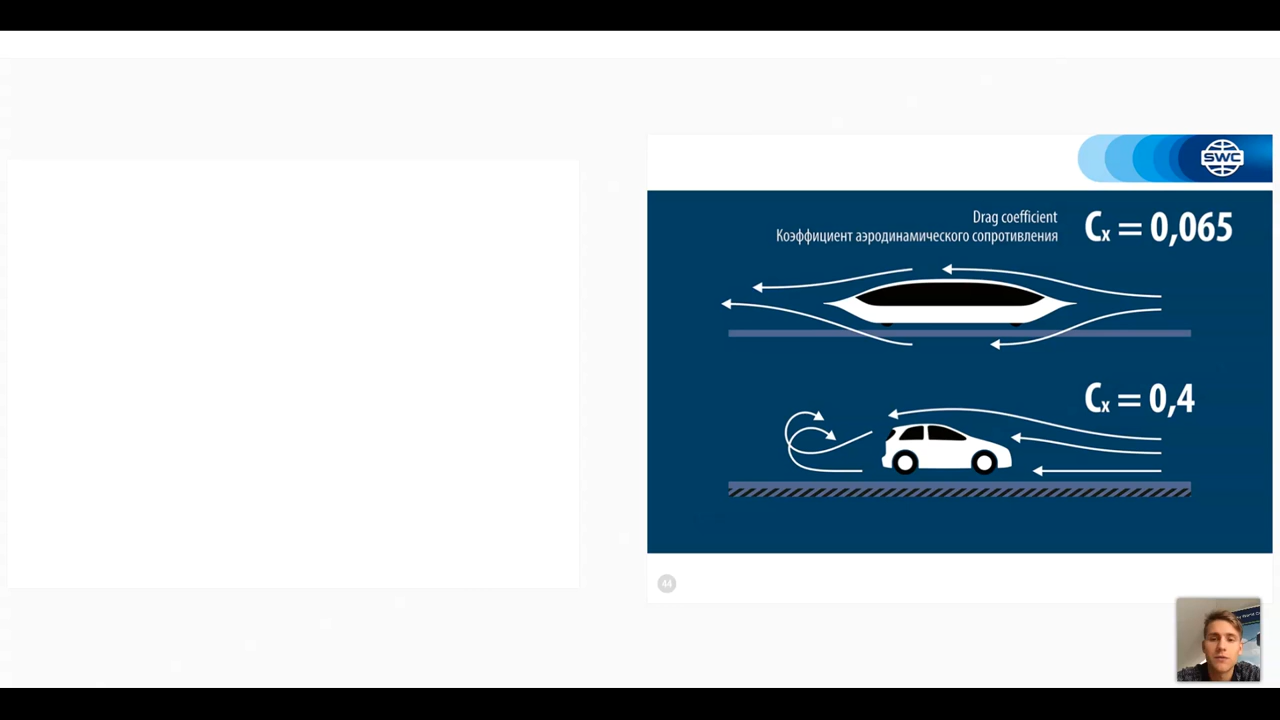 SWC
Drag coefficient
Коэффициент аэродинамического сопротивления
Cx = 0,065
Cx = 0,4
44